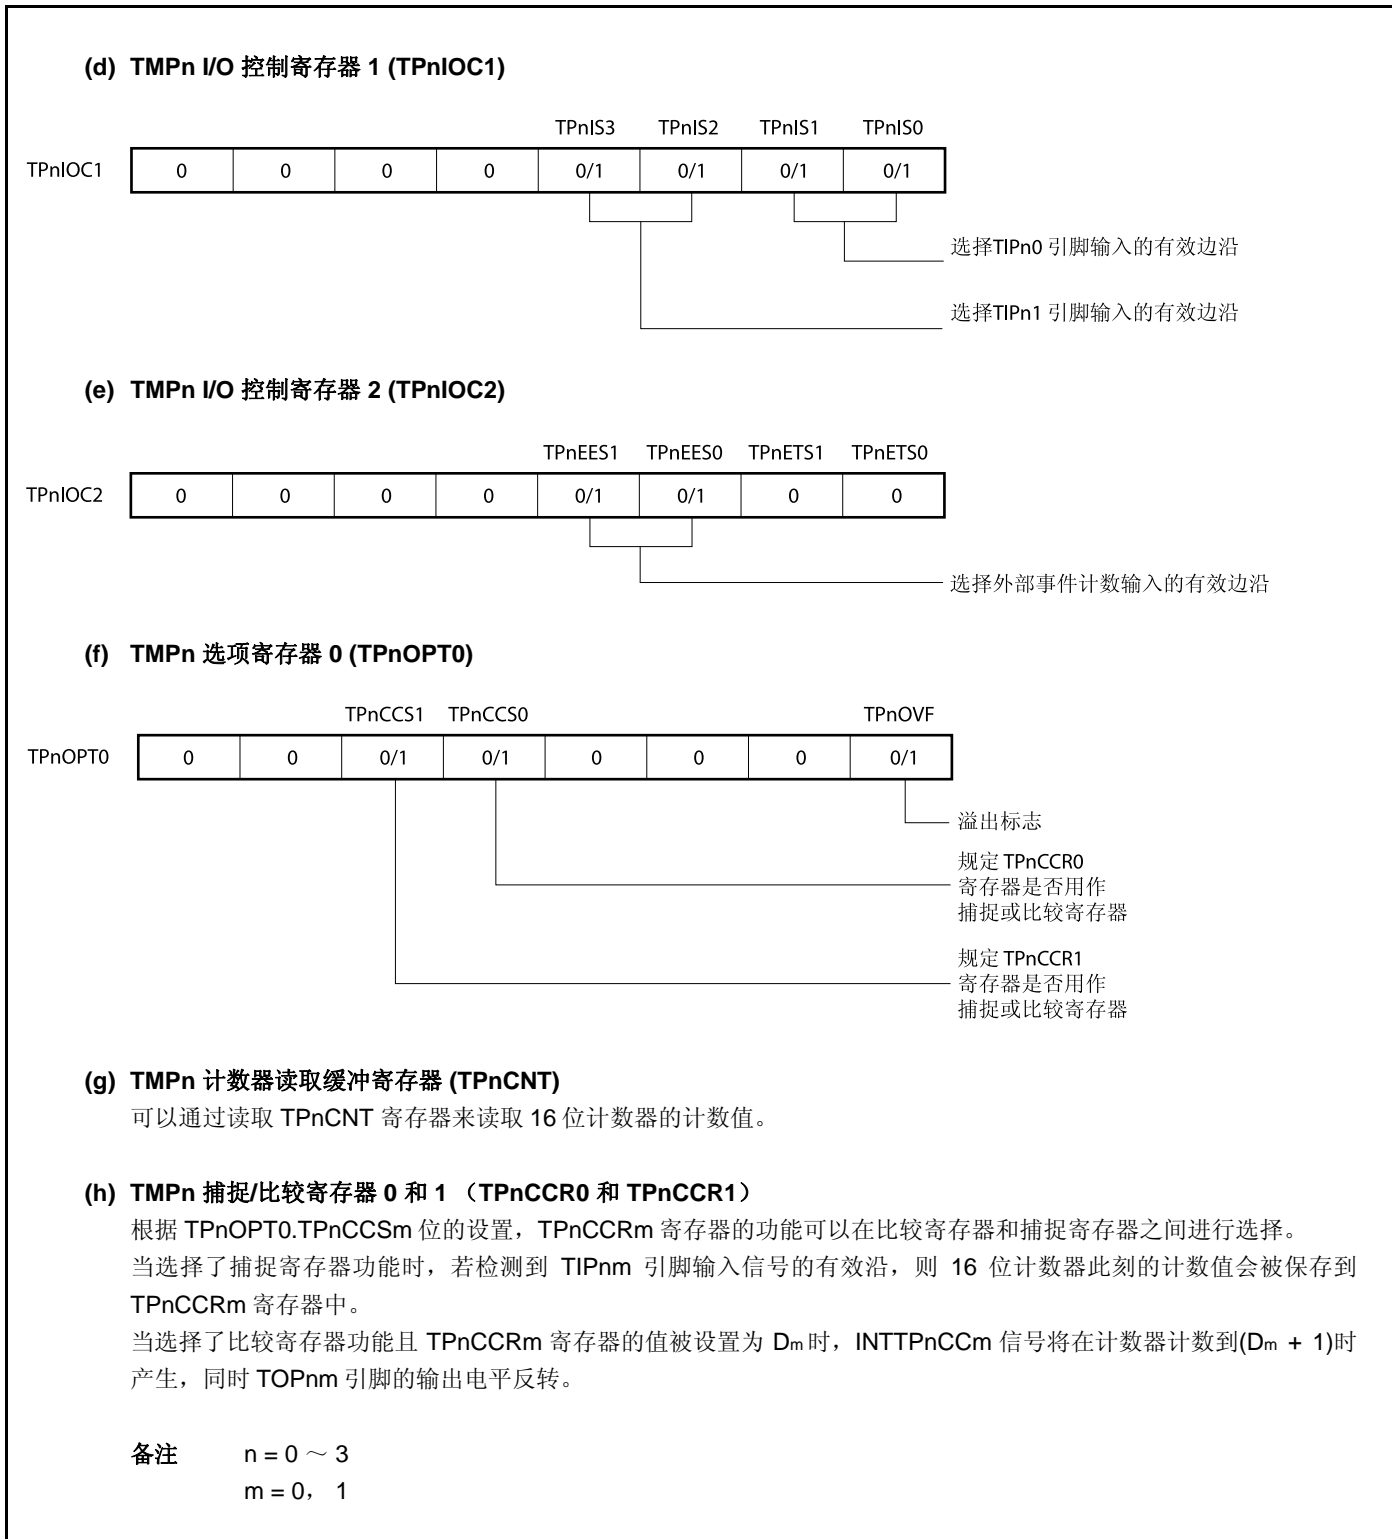 (d) TMPn I/O 控制寄存器 1 (TPnIOC1)
TPnIS3 TPnIS2 TPnIS1 TPnIS0
TPnIOC1 0 0 0 0 0/1 0/1 0/1 0/1
选择TIPn0 引脚输入的有效边沿
选择TIPn1 引脚输入的有效边沿
(e) TMPn I/O 控制寄存器 2 (TPnIOC2)
TPnEES1 TPnEES0 TPnETS1 TPnETS0
TPnIOC2 0 0 0 0 0/1 0/1 0 0
选择外部事件计数输入的有效边沿
(f) TMPn 选项寄存器 0 (TPnOPT0)
TPnCCS1 TPnCCS0 TPnOVF
TPnOPT0 0 0 0/1 0/1 0 0 0 0/1
溢出标志
规定 TPnCCR0
寄存器是否用作
捕捉或比较寄存器
规定 TPnCCR1
寄存器是否用作
捕捉或比较寄存器
(g) TMPn 计数器读取缓冲寄存器 (TPnCNT)
可以通过读取 TPnCNT 寄存器来读取 16 位计数器的计数值。
(h) TMPn 捕捉/比较寄存器 0 和 1 （TPnCCR0 和 TPnCCR1）
根据 TPnOPT0.TPnCCSm 位的设置，TPnCCRm 寄存器的功能可以在比较寄存器和捕捉寄存器之间进行选择。
当选择了捕捉寄存器功能时，若检测到 TIPnm 引脚输入信号的有效沿，则 16 位计数器此刻的计数值会被保存到
TPnCCRm 寄存器中。
当选择了比较寄存器功能且 TPnCCRm 寄存器的值被设置为 Dm 时，INTTPnCCm 信号将在计数器计数到(Dm + 1)时
产生，同时 TOPnm 引脚的输出电平反转。
备注 n = 0 ～ 3
m = 0， 1